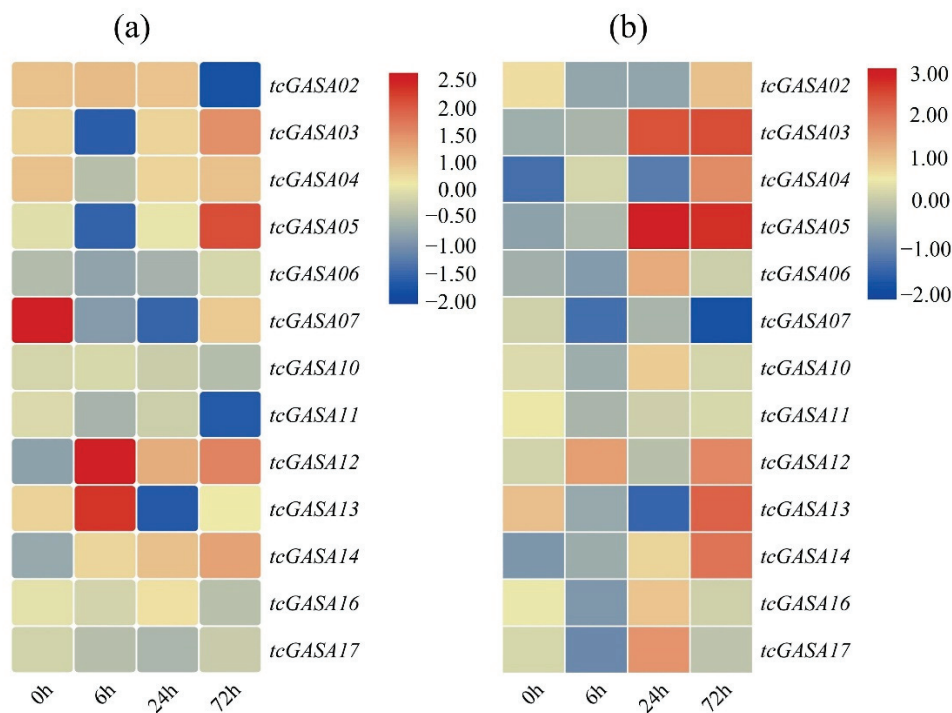 (a)
(b)
tcGASA02
tcGASA03
tcGASA04
tcGASA05
tcGASA06
tcGASA07
tcGASA10
tcGASA11
tcGASA12
tcGASA13
tcGASA14
tcGASA16
tcGASA17
0h 6h 24h 72h
2.50
2.00
1.50
1.00
0.00
−0.50
−1.00
−1.50
−2.00
tcGASA02
tcGASA03
tcGASA04
tcGASA05
tcGASA06
tcGASA07
tcGASA10
tcGASA11
tcGASA12
tcGASA13
tcGASA14
tcGASA16
tcGASA17
0h 6h 24h 72h
3.00
2.00
1.00
0.00
−1.00
−2.00